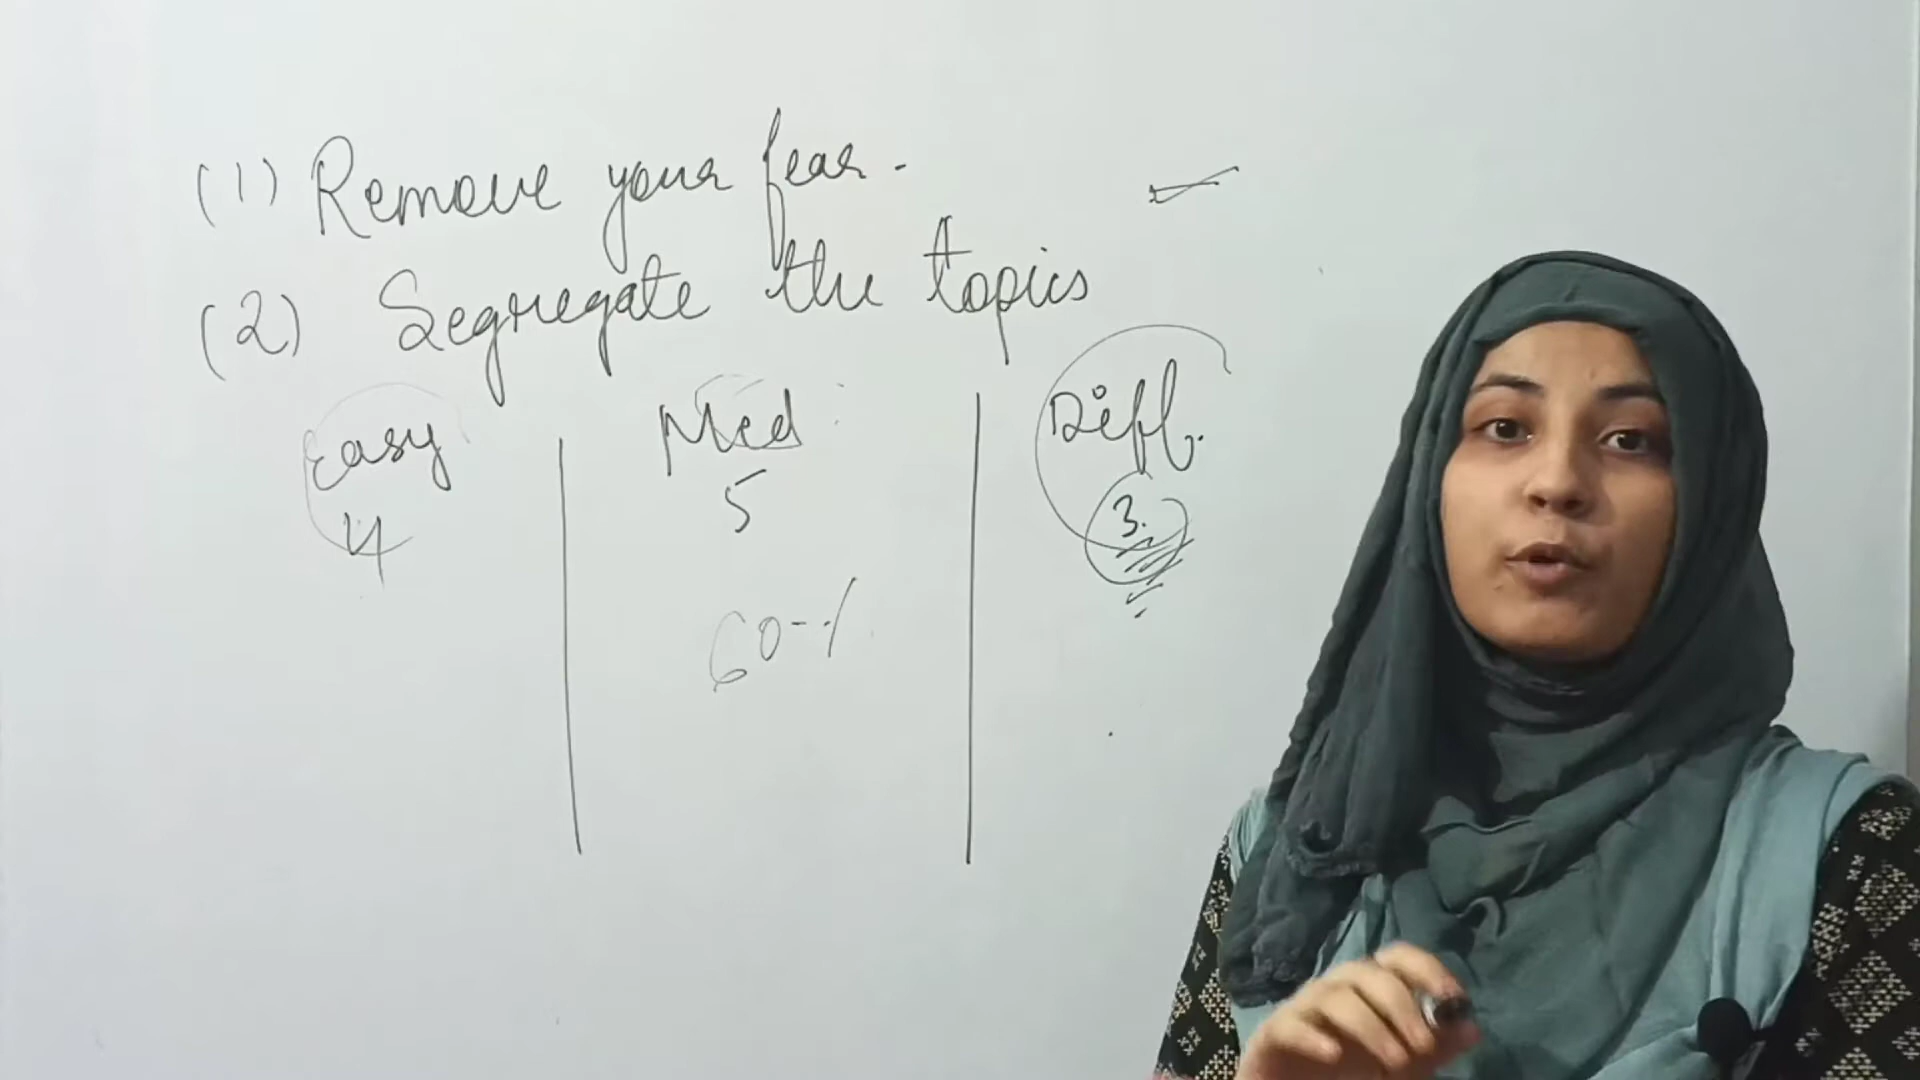 (1) Remove your fear.
(2) Segregate the topics
Easy Med Diff.
4 5 3.
60%